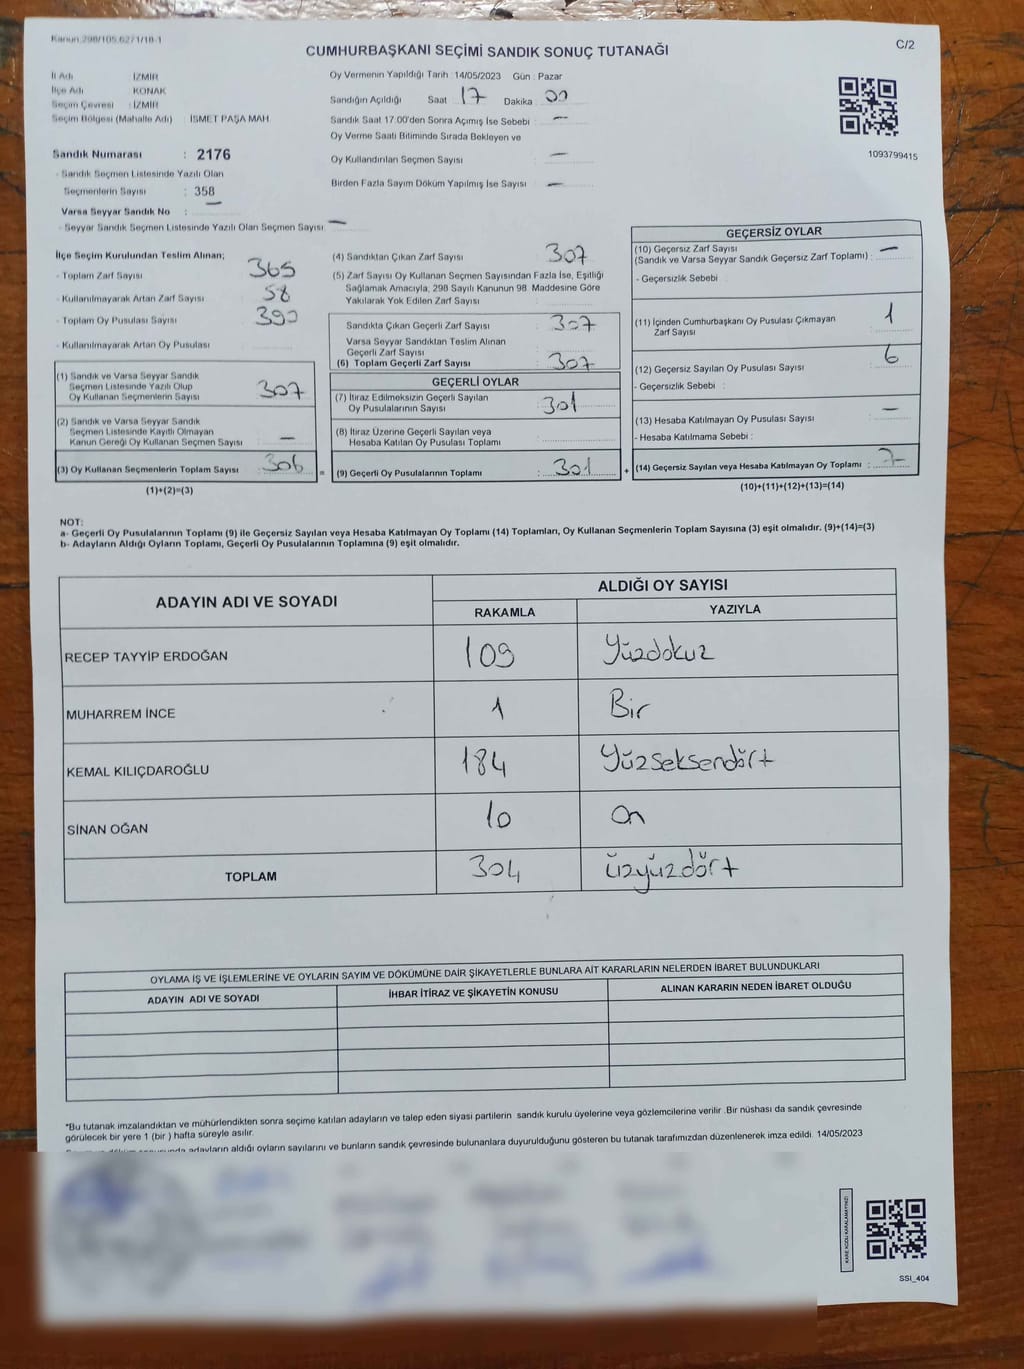 Kanun 298/105.6271/18-1
C/2
CUMHURBAŞKANI SEÇİMİ SANDIK SONUÇ TUTANAĞI
İl Adı İZMİR
İlçe Adı KONAK
Seçim Çevresi : İZMİR
Seçim Bölgesi (Mahalle Adı) : İSMET PAŞA MAH.
Sandık Numarası : 2176
- Sandık Seçmen Listesinde Yazılı Olan
Seçmenlerin Sayısı : 358
Varsa Seyyar Sandık No : —
- Seyyar Sandık Seçmen Listesinde Yazılı Olan Seçmen Sayısı : —
Oy Vermenin Yapıldığı Tarih : 14/05/2023 Gün : Pazar
Sandığın Açıldığı Saat 17 Dakika 00
Sandık Saat 17.00'den Sonra Açımış İse Sebebi : —
Oy Verme Saati Bitiminde Sırada Bekleyen ve
Oy Kullandırılan Seçmen Sayısı —
Birden Fazla Sayım Döküm Yapılmış İse Sayısı —
1093799415
İlçe Seçim Kurulundan Teslim Alınan;
- Toplam Zarf Sayısı 365
- Kullanılmayarak Artan Zarf Sayısı 58
- Toplam Oy Pusulası Sayısı 390
- Kullanılmayarak Artan Oy Pusulası
(1) Sandık ve Varsa Seyyar Sandık
Seçmen Listesinde Yazılı Olup
Oy Kullanan Seçmenlerin Sayısı 307
(2) Sandık ve Varsa Seyyar Sandık
Seçmen Listesinde Kayıtlı Olmayan
Kanun Gereği Oy Kullanan Seçmen Sayısı —
(3) Oy Kullanan Seçmenlerin Toplam Sayısı 306
(1)+(2)=(3)
(4) Sandıktan Çıkan Zarf Sayısı 307
(5) Zarf Sayısı Oy Kullanan Seçmen Sayısından Fazla İse, Eşitliği
Sağlamak Amacıyla, 298 Sayılı Kanunun 98. Maddesine Göre
Yakılarak Yok Edilen Zarf Sayısı
Sandıkta Çıkan Geçerli Zarf Sayısı : 307
Varsa Seyyar Sandıktan Teslim Alınan
Geçerli Zarf Sayısı
(6) Toplam Geçerli Zarf Sayısı 307
GEÇERLİ OYLAR
(7) İtiraz Edilmeksizin Geçerli Sayılan
Oy Pusulalarının Sayısı 301
(8) İtiraz Üzerine Geçerli Sayılan veya
Hesaba Katılan Oy Pusulası Toplamı
= (9) Geçerli Oy Pusulalarının Toplamı : 301 +
GEÇERSİZ OYLAR
(10) Geçersiz Zarf Sayısı
(Sandık ve Varsa Seyyar Sandık Geçersiz Zarf Toplamı) : —
- Geçersizlik Sebebi :
(11) İçinden Cumhurbaşkanı Oy Pusulası Çıkmayan
Zarf Sayısı 1
(12) Geçersiz Sayılan Oy Pusulası Sayısı 6
- Geçersizlik Sebebi :
(13) Hesaba Katılmayan Oy Pusulası Sayısı —
- Hesaba Katılmama Sebebi :
(14) Geçersiz Sayılan veya Hesaba Katılmayan Oy Toplamı : 7
(10)+(11)+(12)+(13)=(14)
NOT:
a- Geçerli Oy Pusulalarının Toplamı (9) ile Geçersiz Sayılan veya Hesaba Katılmayan Oy Toplamı (14) Toplamları, Oy Kullanan Seçmenlerin Toplam Sayısına (3) eşit olmalıdır. (9)+(14)=(3)
b- Adayların Aldığı Oyların Toplamı, Geçerli Oy Pusulalarının Toplamına (9) eşit olmalıdır.
ADAYIN ADI VE SOYADI
ALDIĞI OY SAYISI
RAKAMLA YAZIYLA
RECEP TAYYİP ERDOĞAN 109 Yüzdokuz
MUHARREM İNCE 1 Bir
KEMAL KILIÇDAROĞLU 184 Yüzseksendört
SİNAN OĞAN 10 On
TOPLAM 304 üzyüzdört
OYLAMA İŞ VE İŞLEMLERİNE VE OYLARIN SAYIM VE DÖKÜMÜNE DAİR ŞİKAYETLERLE BUNLARA AİT KARARLARIN NELERDEN İBARET BULUNDUKLARI
ADAYIN ADI VE SOYADI İHBAR İTİRAZ VE ŞİKAYETİN KONUSU ALINAN KARARIN NEDEN İBARET OLDUĞU
*Bu tutanak imzalandıktan ve mühürlendikten sonra seçime katılan adayların ve talep eden siyasi partilerin sandık kurulu üyelerine veya gözlemcilerine verilir .Bir nüshası da sandık çevresinde
görülecek bir yere 1 (bir ) hafta süreyle asılır.
adayların aldığı oyların sayılarını ve bunların sandık çevresinde bulunanlara duyurulduğunu gösteren bu tutanak tarafımızdan düzenlenerek imza edildi. 14/05/2023
KARE KODU KARALAMAYINIZ!
SSI_404